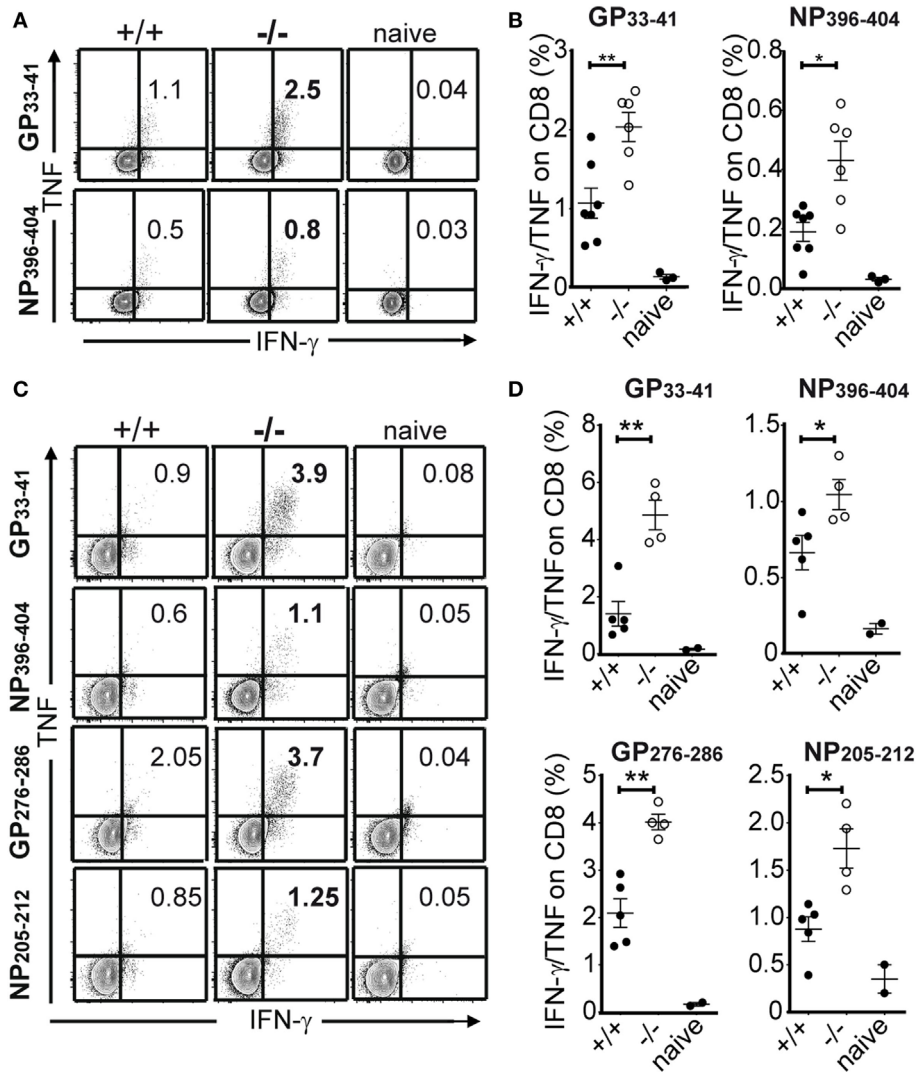 A
+/+ -/- naive
GP33-41
1.1 2.5 0.04
TNF
NP396-404
0.5 0.8 0.03
IFN-γ
B
GP33-41
IFN-γ/TNF on CD8 (%)
3
2
1
0
**
+/+ -/- naive
NP396-404
IFN-γ/TNF on CD8 (%)
0.8
0.6
0.4
0.2
0.0
*
+/+ -/- naive
C
+/+ -/- naive
GP33-41
0.9 3.9 0.08
NP396-404
0.6 1.1 0.05
TNF
GP276-286
2.05 3.7 0.04
NP205-212
0.85 1.25 0.05
IFN-γ
D
GP33-41
IFN-γ/TNF on CD8 (%)
8
6
4
2
0
**
+/+ -/- naive
NP396-404
1.5
1.0
0.5
0
*
+/+ -/- naive
GP276-286
IFN-γ/TNF on CD8 (%)
5
4
3
2
1
0
**
+/+ -/- naive
NP205-212
2.5
2.0
1.5
1.0
0.5
0
*
+/+ -/- naive